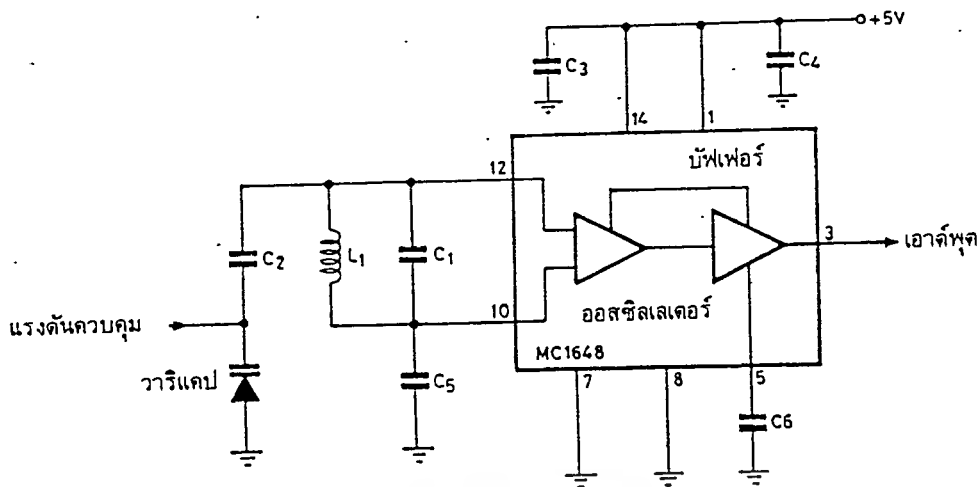 +5V
C3
C4
14
1
12
บัฟเฟอร์
3
เอาต์พุต
C2
L1
C1
แรงดันควบคุม
10
ออสซิลเลเตอร์
วาริแคป
C5
MC1648
7
8
5
C6